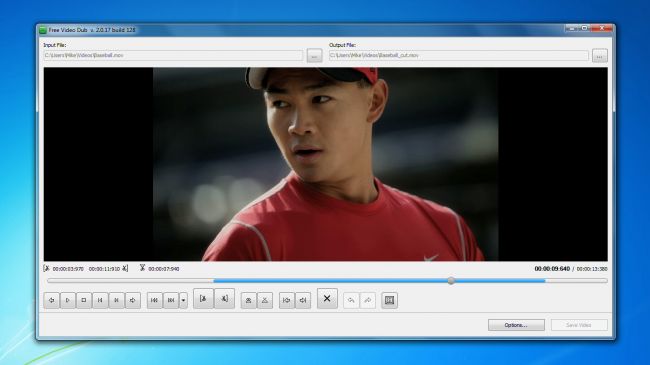 Free Video Dub v. 2.0.17 build 128
Input File:
Output File:
C:\Users\Mike\Videos\Baseball.mov
...
C:\Users\Mike\Videos\Baseball_cut.mov
...
00:00:03:970 00:00:11:910 00:00:07:940
00:00:09:640 / 00:00:13:380
Options...
Save Video